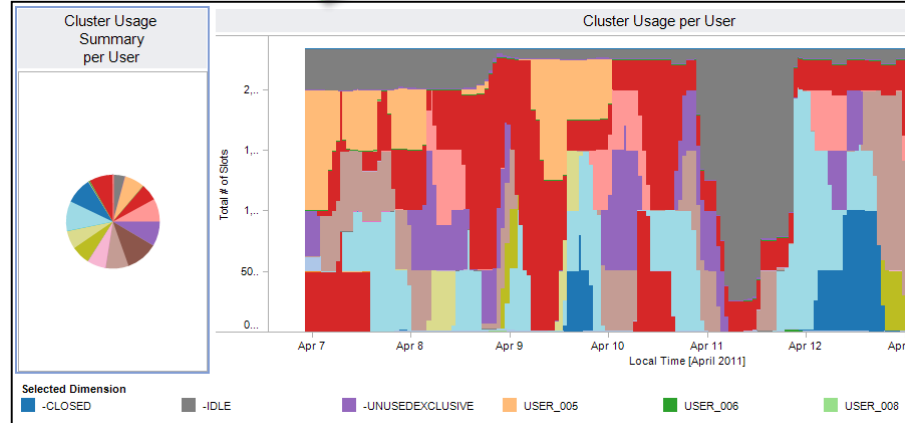 Cluster Usage
Summary
per User
Cluster Usage per User
Total # of Slots
2,..
1,..
1,..
50..
0...
Apr 7
Apr 8
Apr 9
Apr 10
Apr 11
Apr 12
Apr
Local Time [April 2011]
Selected Dimension
-CLOSED
-IDLE
-UNUSEDEXCLUSIVE
USER_005
USER_006
USER_008